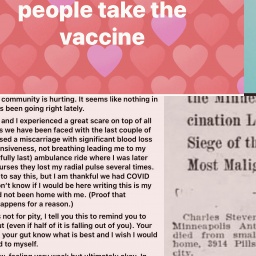 people take the
vaccine
community is hurting. It seems like nothing in
s been going right lately.
and I experienced a great scare on top of all
s we have been faced with the last couple of
sed a miscarriage with significant blood loss
nsiveness, not breathing leading me to my
fully last) ambulance ride where I was later
urses they lost my radial pulse several times.
to say this, but I am thankful we had COVID
n't know if I would be here writing this is my
d not been home with me. (Proof that
appens for a reason.)
s not for pity, I tell you this to remind you to
t (even if half of it is falling out of you). Your
your gut know what is best and I wish I would
d to myself.
the Minne
cination L
Siege of th
Most Malig
Charles Steven
Minneapolis Ant
died from small
home, 2914 Pills
city.